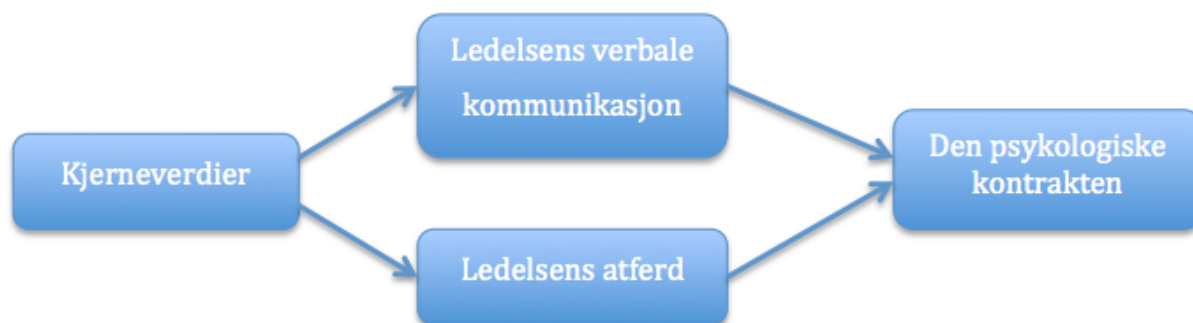 Kjerneverdier
Ledelsens verbale
kommunikasjon
Ledelsens atferd
Den psykologiske
kontrakten